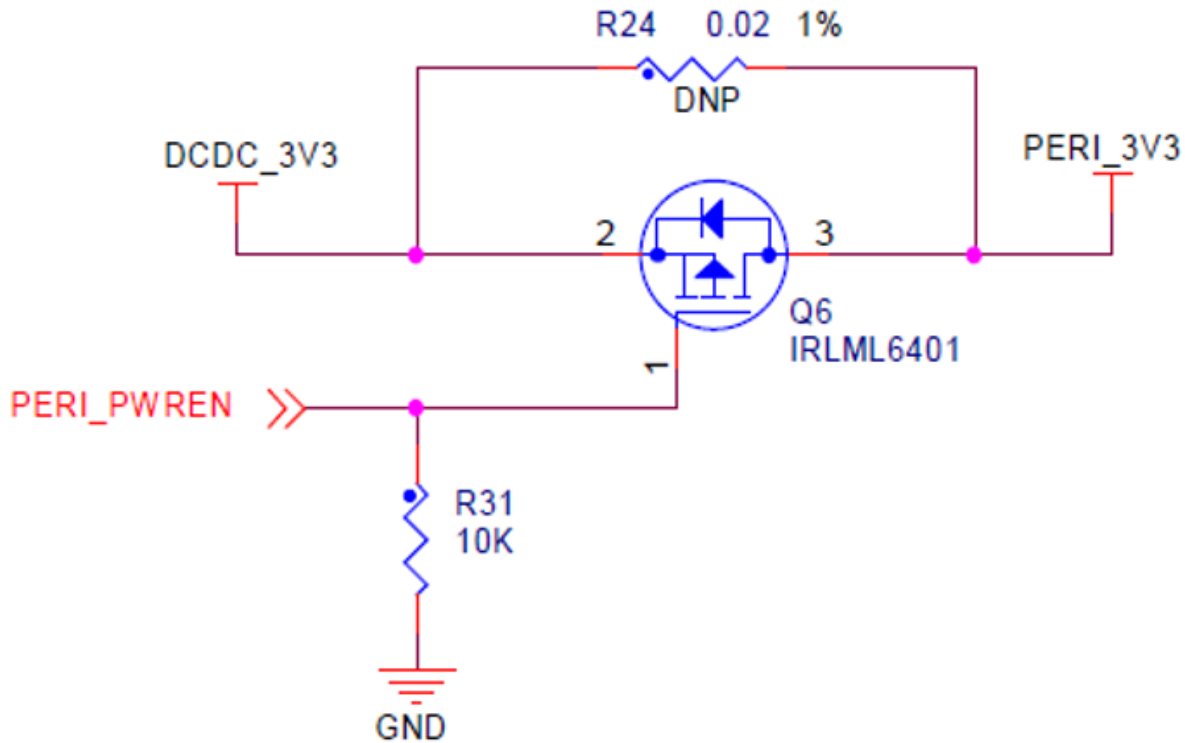 R24 0.02 1%
DNP
DCDC_3V3
PERI_3V3
2
3
Q6
IRLML6401
1
PERI_PWREN
R31
10K
GND